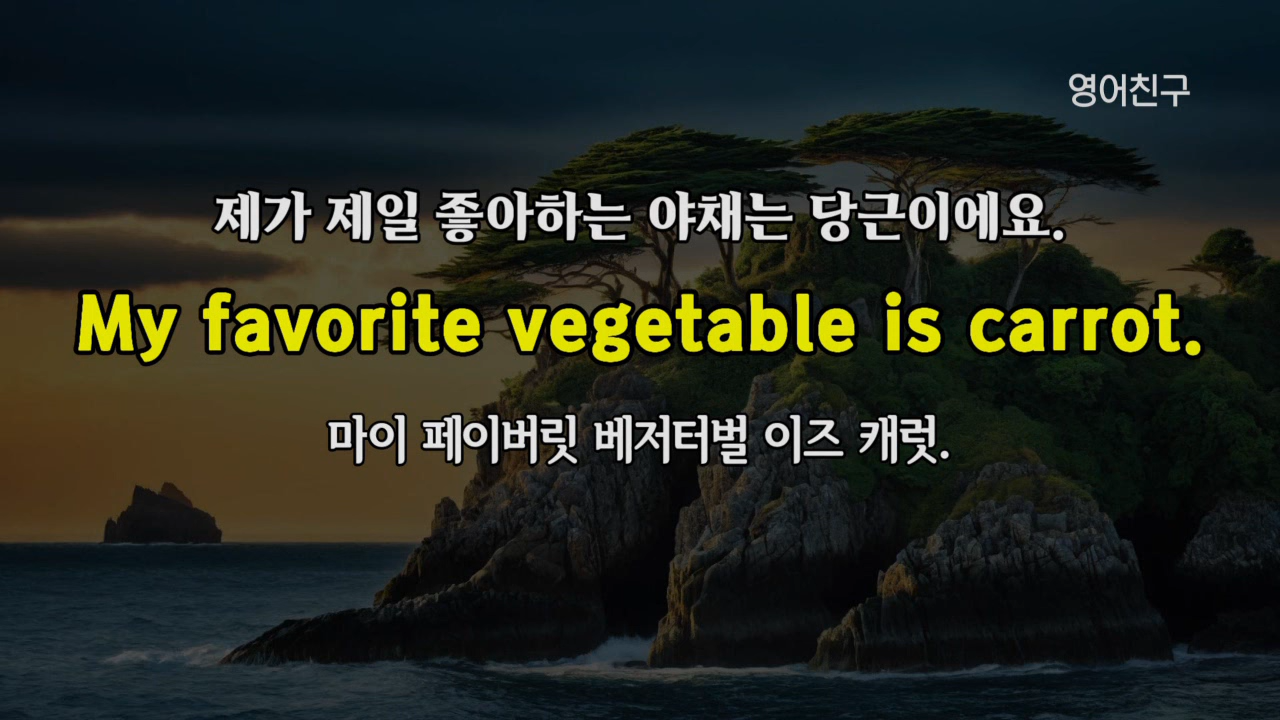 영어친구
제가 제일 좋아하는 야채는 당근이에요.
My favorite vegetable is carrot.
마이 페이버릿 베저터벌 이즈 캐럿.